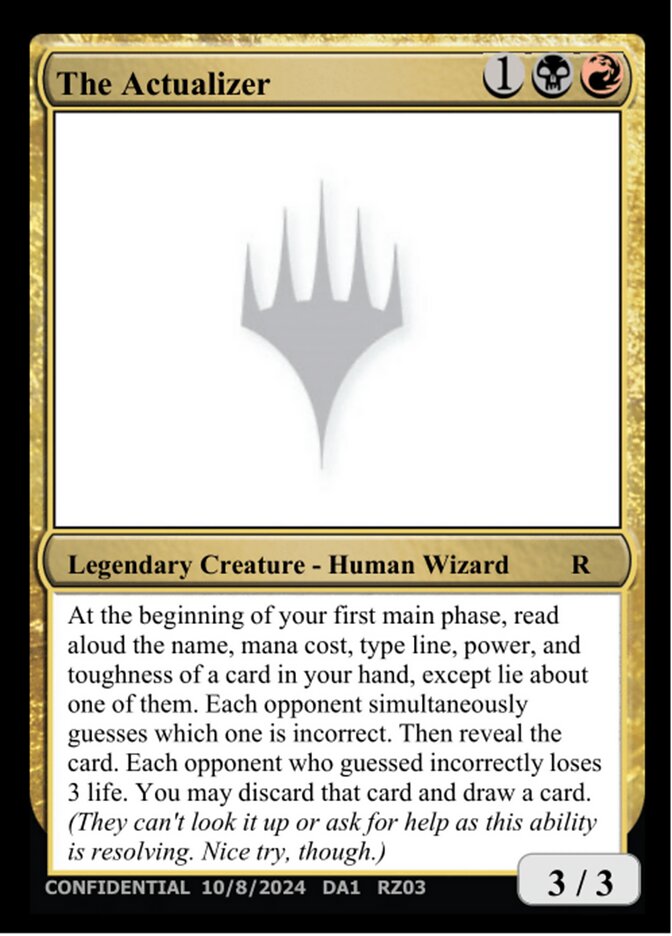 The Actualizer 1
Legendary Creature - Human Wizard R
At the beginning of your first main phase, read
aloud the name, mana cost, type line, power, and
toughness of a card in your hand, except lie about
one of them. Each opponent simultaneously
guesses which one is incorrect. Then reveal the
card. Each opponent who guessed incorrectly loses
3 life. You may discard that card and draw a card.
(They can't look it up or ask for help as this ability
is resolving. Nice try, though.)
3 / 3
CONFIDENTIAL 10/8/2024 DA1 RZ03